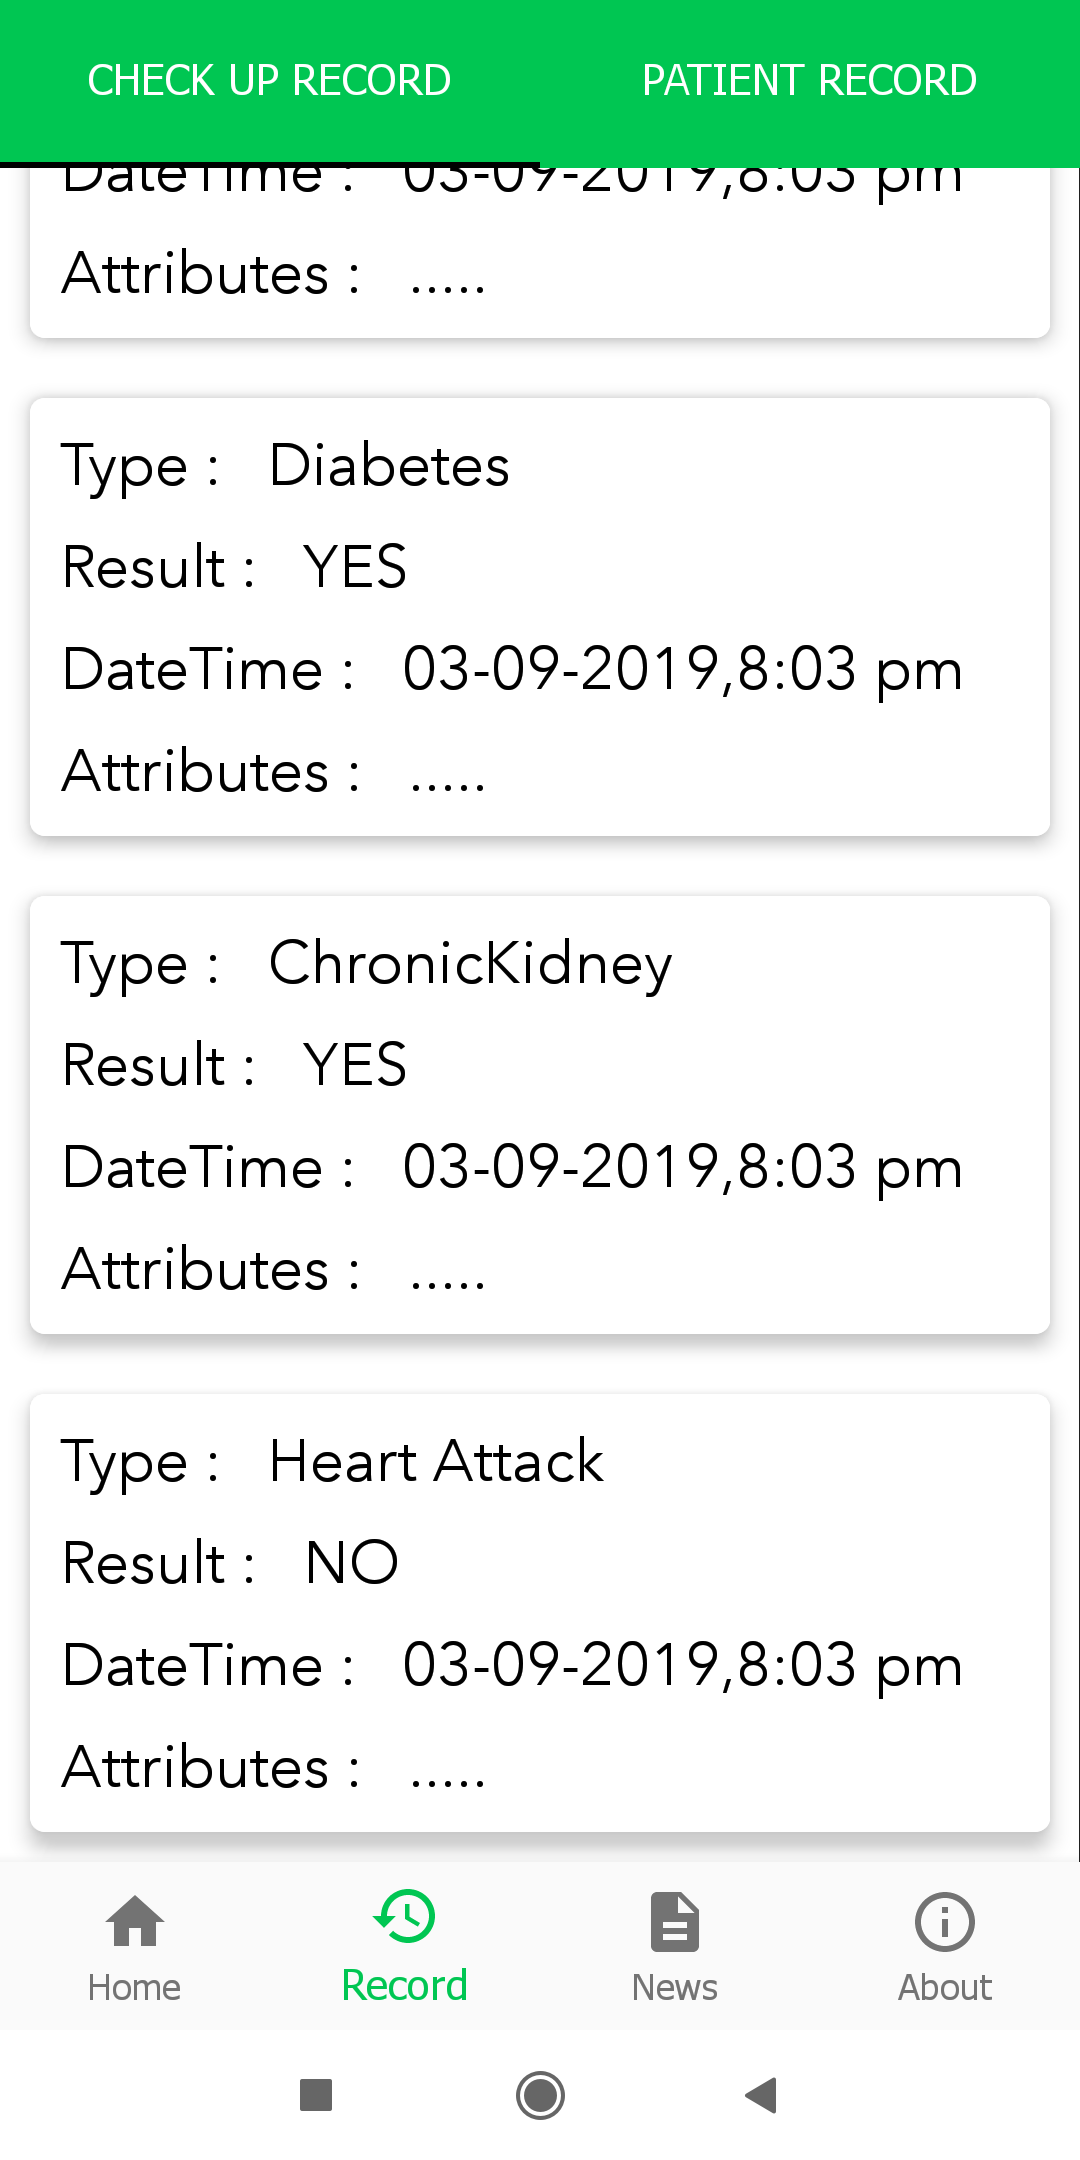 CHECK UP RECORD
PATIENT RECORD
DateTime :   03-09-2019,8:03 pm
Attributes :   .....
Type :   Diabetes
Result :   YES
DateTime :   03-09-2019,8:03 pm
Attributes :   .....
Type :   ChronicKidney
Result :   YES
DateTime :   03-09-2019,8:03 pm
Attributes :   .....
Type :   Heart Attack
Result :   NO
DateTime :   03-09-2019,8:03 pm
Attributes :   .....
Home
Record
News
About